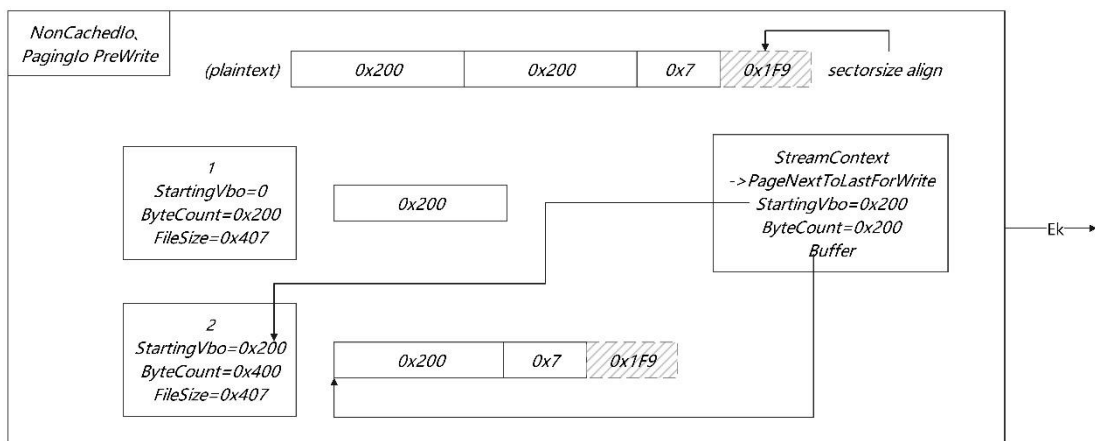 NonCachedIo、
PagingIo PreWrite
(plaintext)
0x200
0x200
0x7
0x1F9
sectorsize align
1
StartingVbo=0
ByteCount=0x200
FileSize=0x407
0x200
StreamContext
->PageNextToLastForWrite
StartingVbo=0x200
ByteCount=0x200
Buffer
Ek
2
StartingVbo=0x200
ByteCount=0x400
FileSize=0x407
0x200
0x7
0x1F9